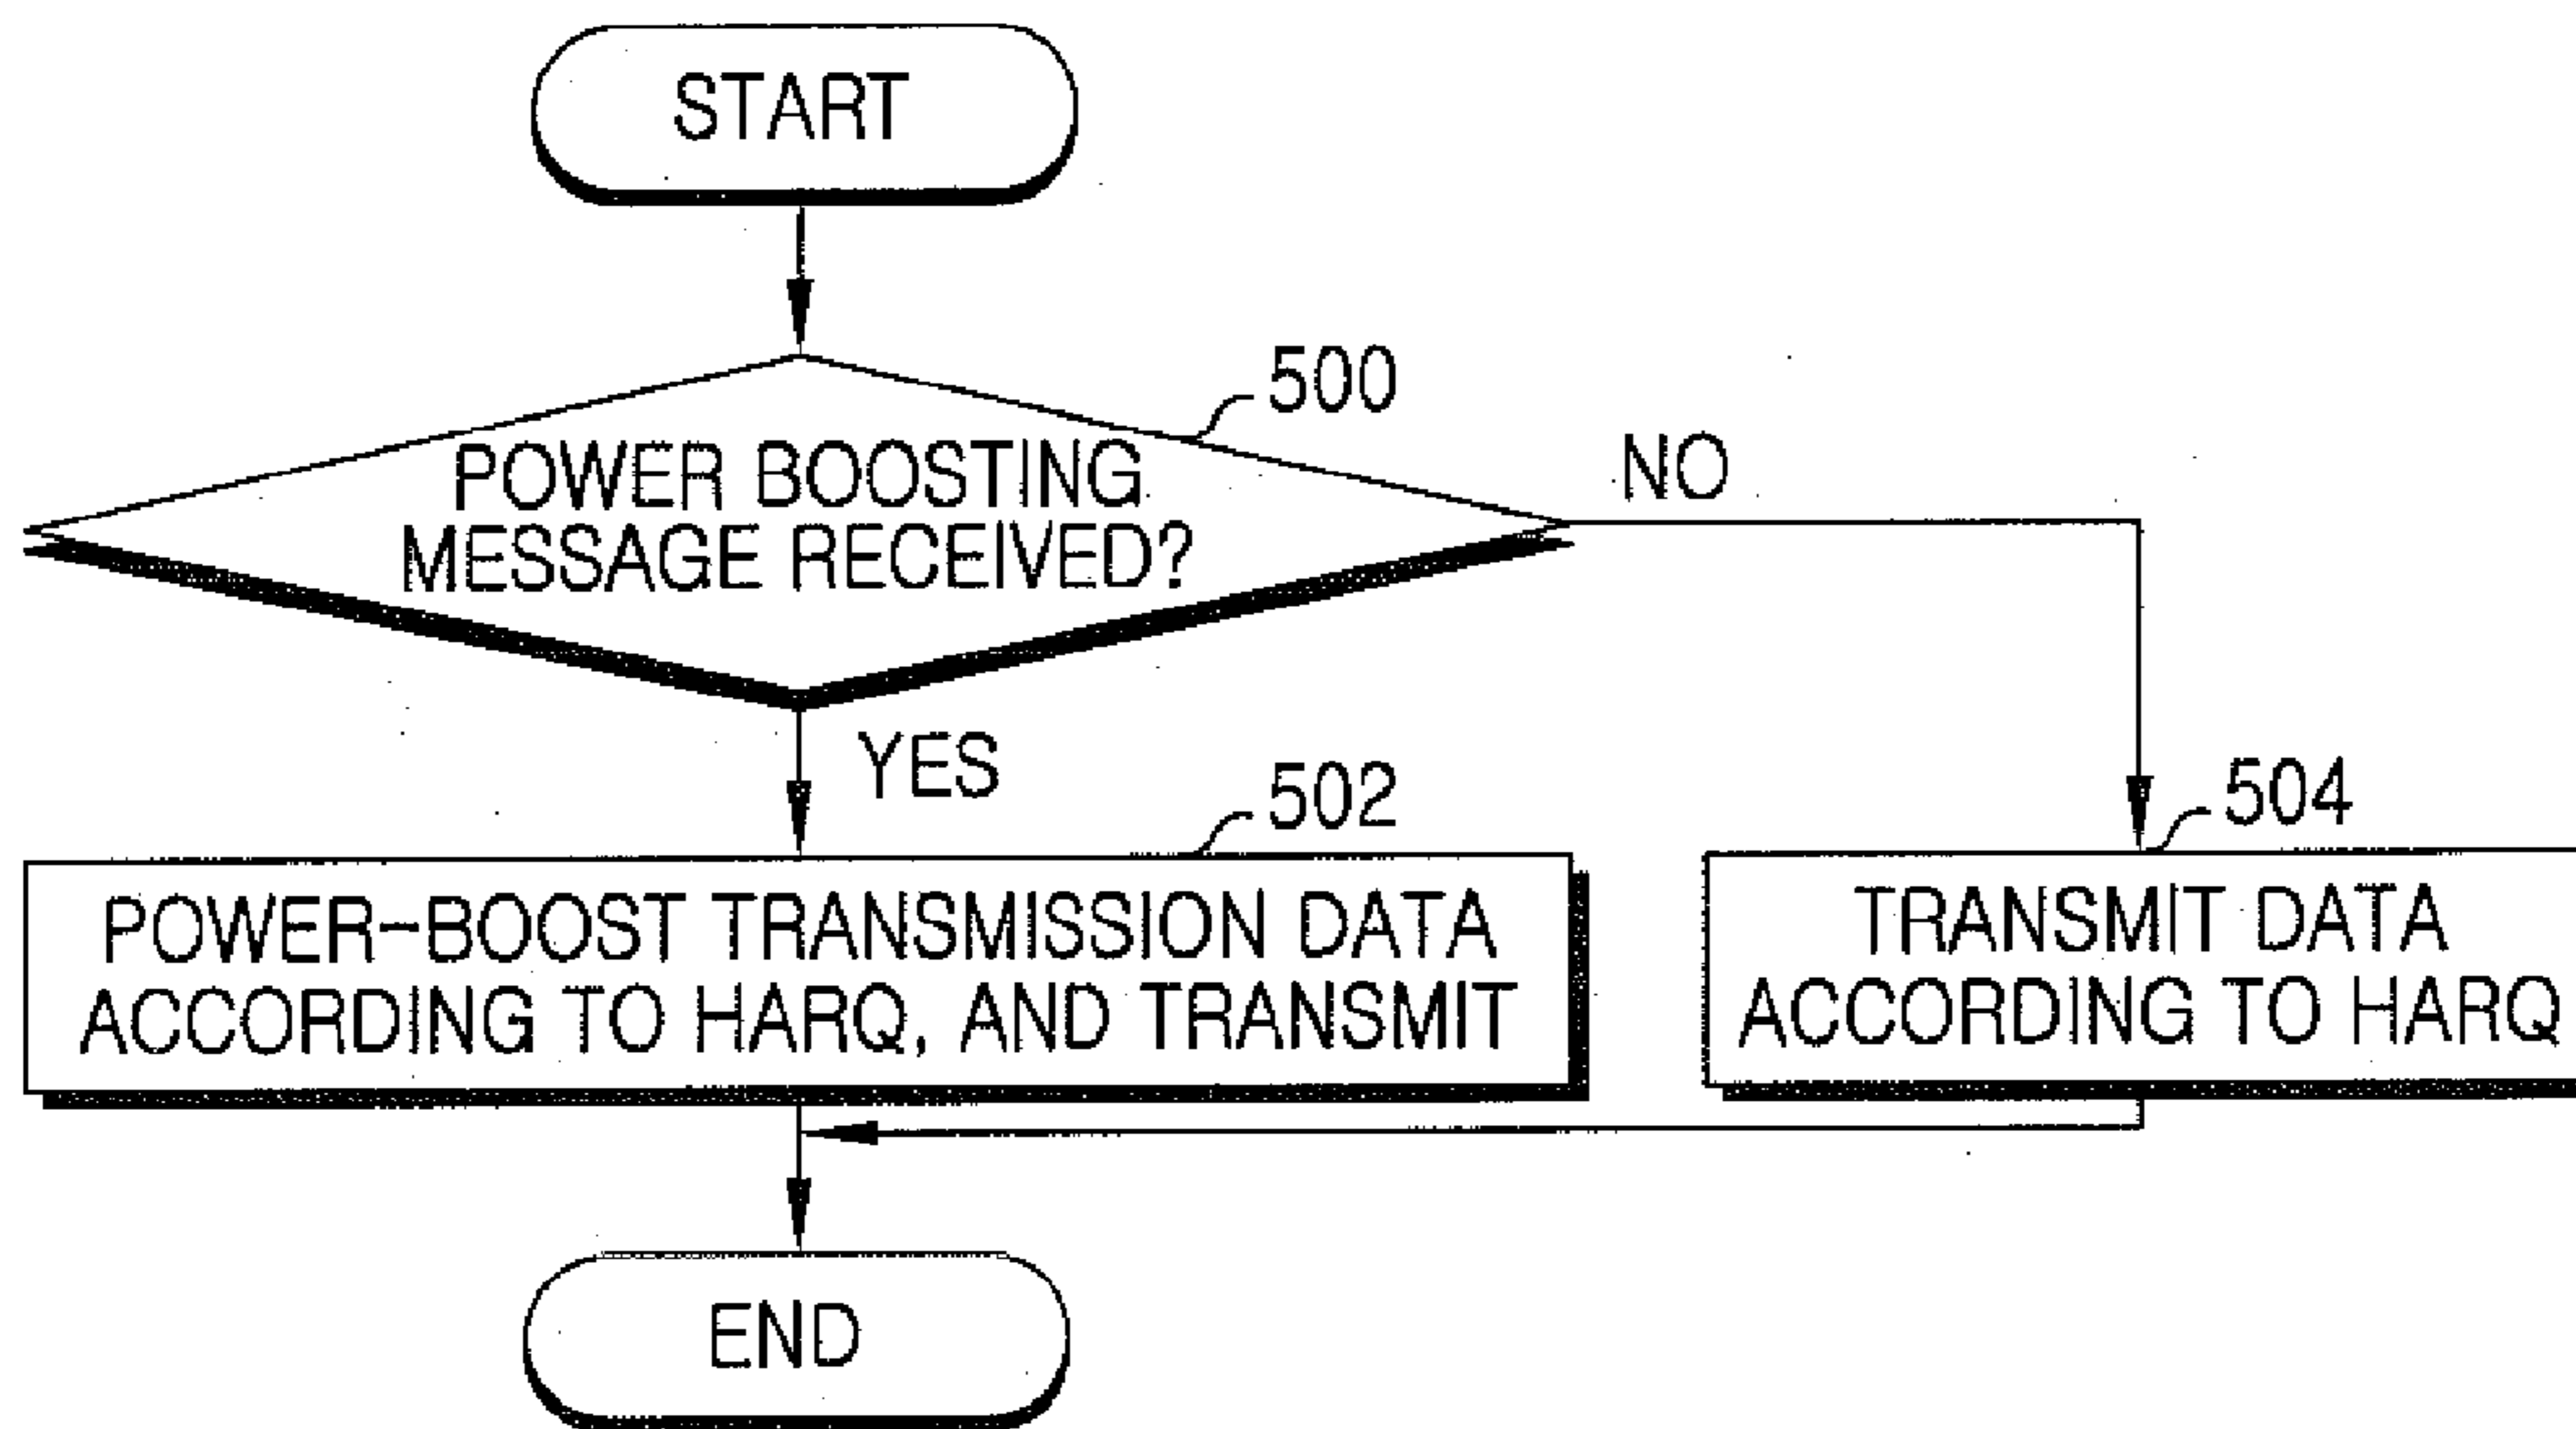 START
500
POWER BOOSTING
MESSAGE RECEIVED?
NO
YES
502
POWER-BOOST TRANSMISSION DATA
ACCORDING TO HARQ, AND TRANSMIT
504
TRANSMIT DATA
ACCORDING TO HARQ
END